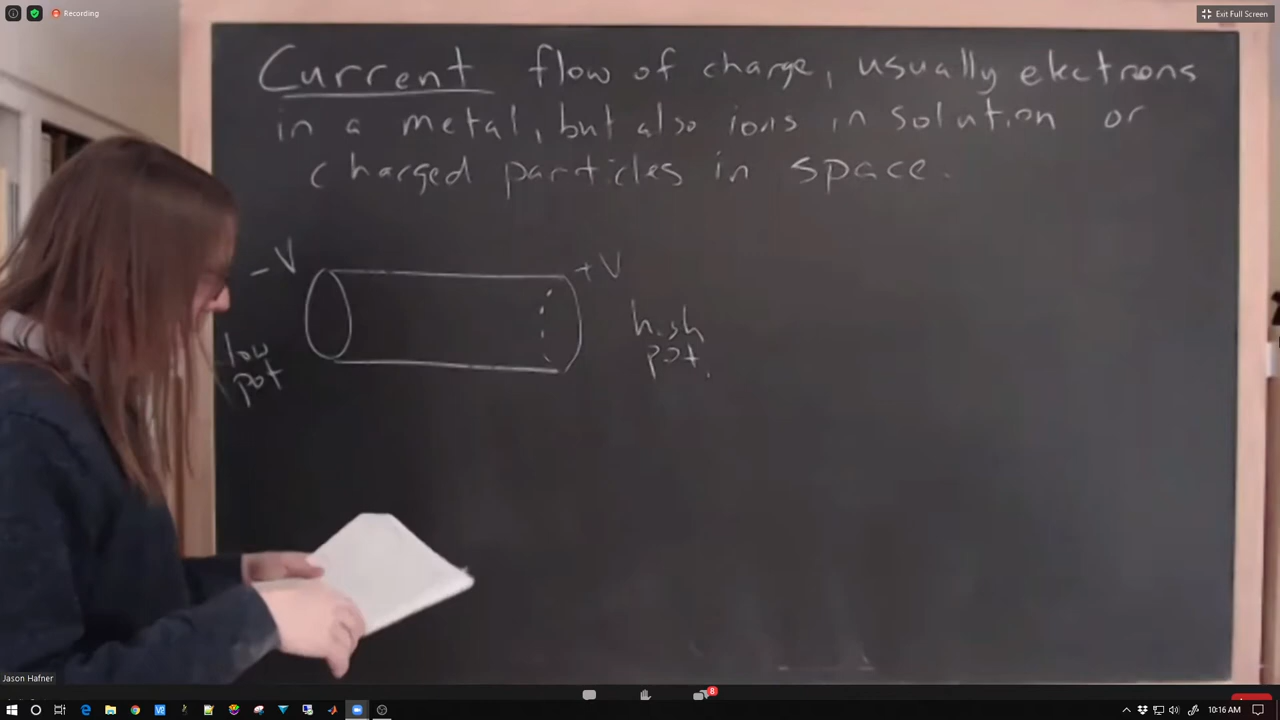 Recording
Exit Full Screen
Current flow of charge, usually electrons
in a metal, but also ions in solution or
charged particles in space.
-V
+V
low
pot
high
pot.
Jason Hafner
8
10:16 AM